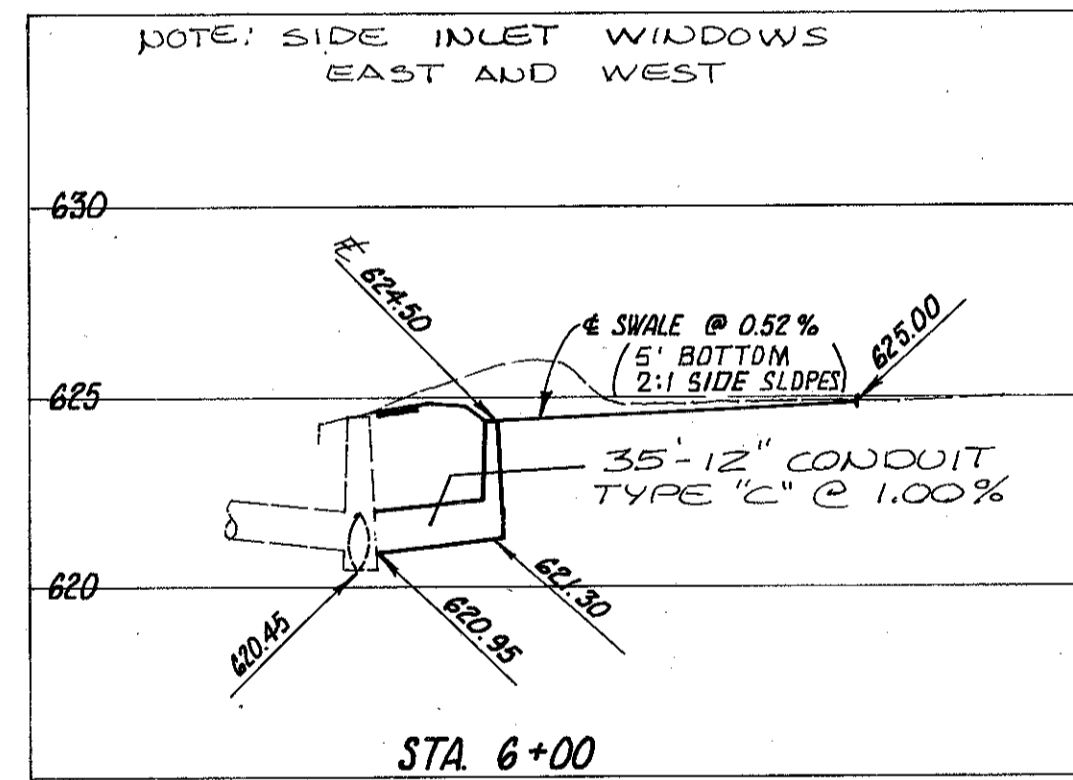 NOTE: SIDE INLET WINDOWS
EAST AND WEST
630
℄ 624.50
℄ SWALE @ 0.52 %
(5' BOTTOM
2:1 SIDE SLOPES)
625.00
625
35'-12" CONDUIT
TYPE "C" @ 1.00%
620
620.45
620.95
621.30
STA. 6+00